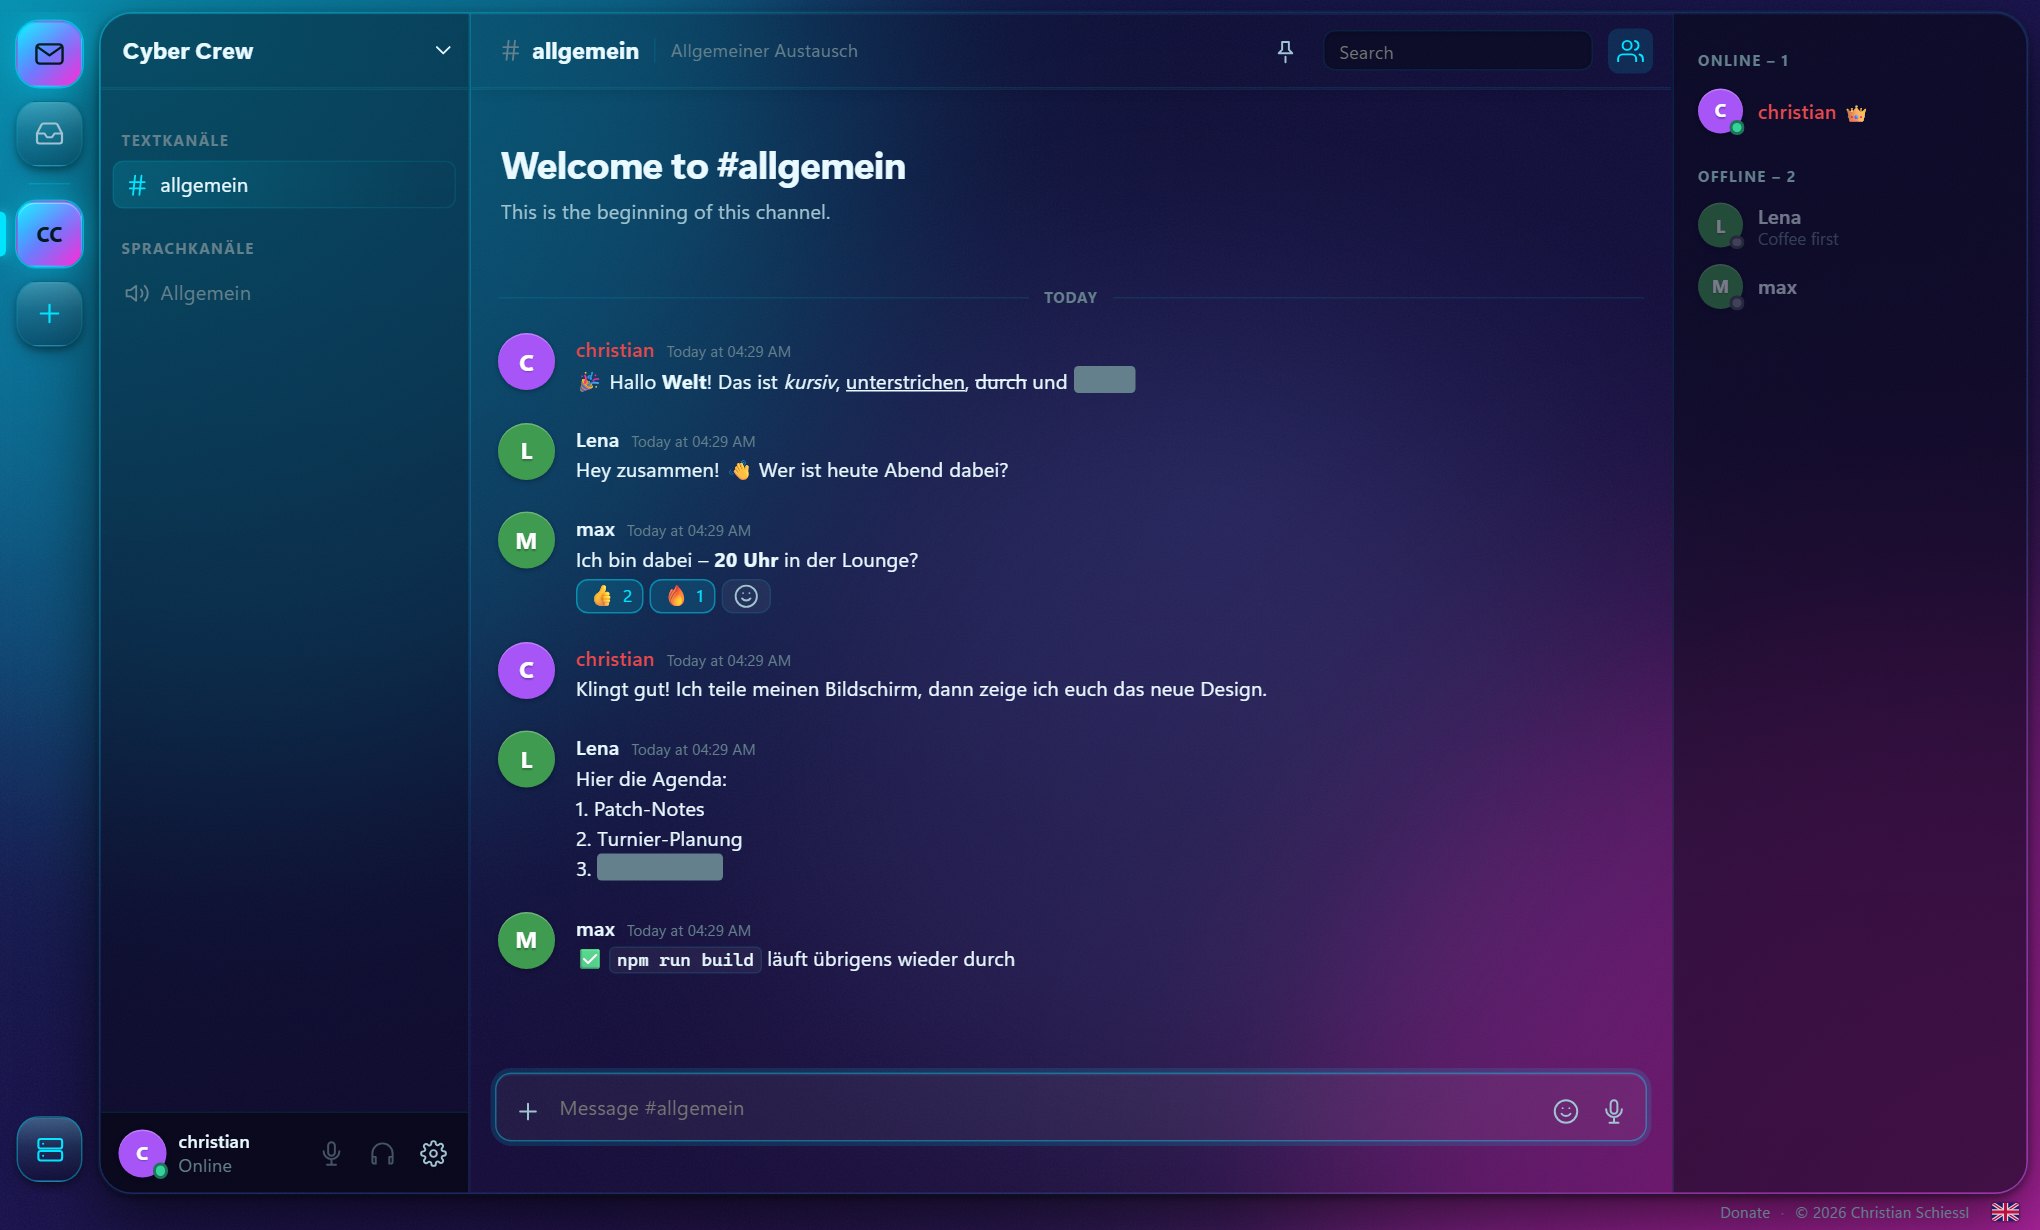 Cyber Crew
TEXTKANÄLE
# allgemein
SPRACHKANÄLE
Allgemein
CC
C
christian
Online
# allgemein
Allgemeiner Austausch
Search
Welcome to #allgemein
This is the beginning of this channel.
TODAY
C
christian Today at 04:29 AM
🎉 Hallo Welt! Das ist kursiv, unterstrichen, durch und
L
Lena Today at 04:29 AM
Hey zusammen! 👋 Wer ist heute Abend dabei?
M
max Today at 04:29 AM
Ich bin dabei – 20 Uhr in der Lounge?
👍 2 🔥 1
C
christian Today at 04:29 AM
Klingt gut! Ich teile meinen Bildschirm, dann zeige ich euch das neue Design.
L
Lena Today at 04:29 AM
Hier die Agenda:
1. Patch-Notes
2. Turnier-Planung
3.
M
max Today at 04:29 AM
✅ npm run build läuft übrigens wieder durch
Message #allgemein
ONLINE – 1
C
christian 👑
OFFLINE – 2
L
Lena
Coffee first
M
max
Donate · © 2026 Christian Schiessl